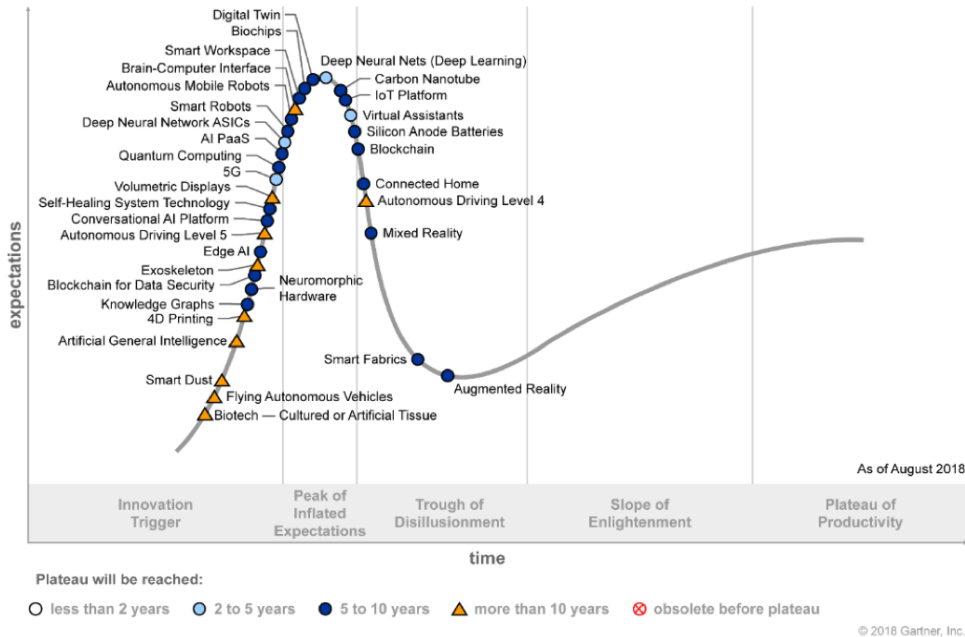 Digital Twin
Biochips
Smart Workspace
Brain-Computer Interface
Autonomous Mobile Robots
Smart Robots
Deep Neural Network ASICs
AI PaaS
Quantum Computing
5G
Volumetric Displays
Self-Healing System Technology
Conversational AI Platform
Autonomous Driving Level 5
Edge AI
Exoskeleton
Blockchain for Data Security
Neuromorphic
Hardware
Knowledge Graphs
4D Printing
Artificial General Intelligence
Smart Dust
Flying Autonomous Vehicles
Biotech — Cultured or Artificial Tissue
Deep Neural Nets (Deep Learning)
Carbon Nanotube
IoT Platform
Virtual Assistants
Silicon Anode Batteries
Blockchain
Connected Home
Autonomous Driving Level 4
Mixed Reality
Smart Fabrics
Augmented Reality
expectations
As of August 2018
Innovation
Trigger
Peak of
Inflated
Expectations
Trough of
Disillusionment
Slope of
Enlightenment
Plateau of
Productivity
time
Plateau will be reached:
less than 2 years
2 to 5 years
5 to 10 years
more than 10 years
obsolete before plateau
© 2018 Gartner, Inc.